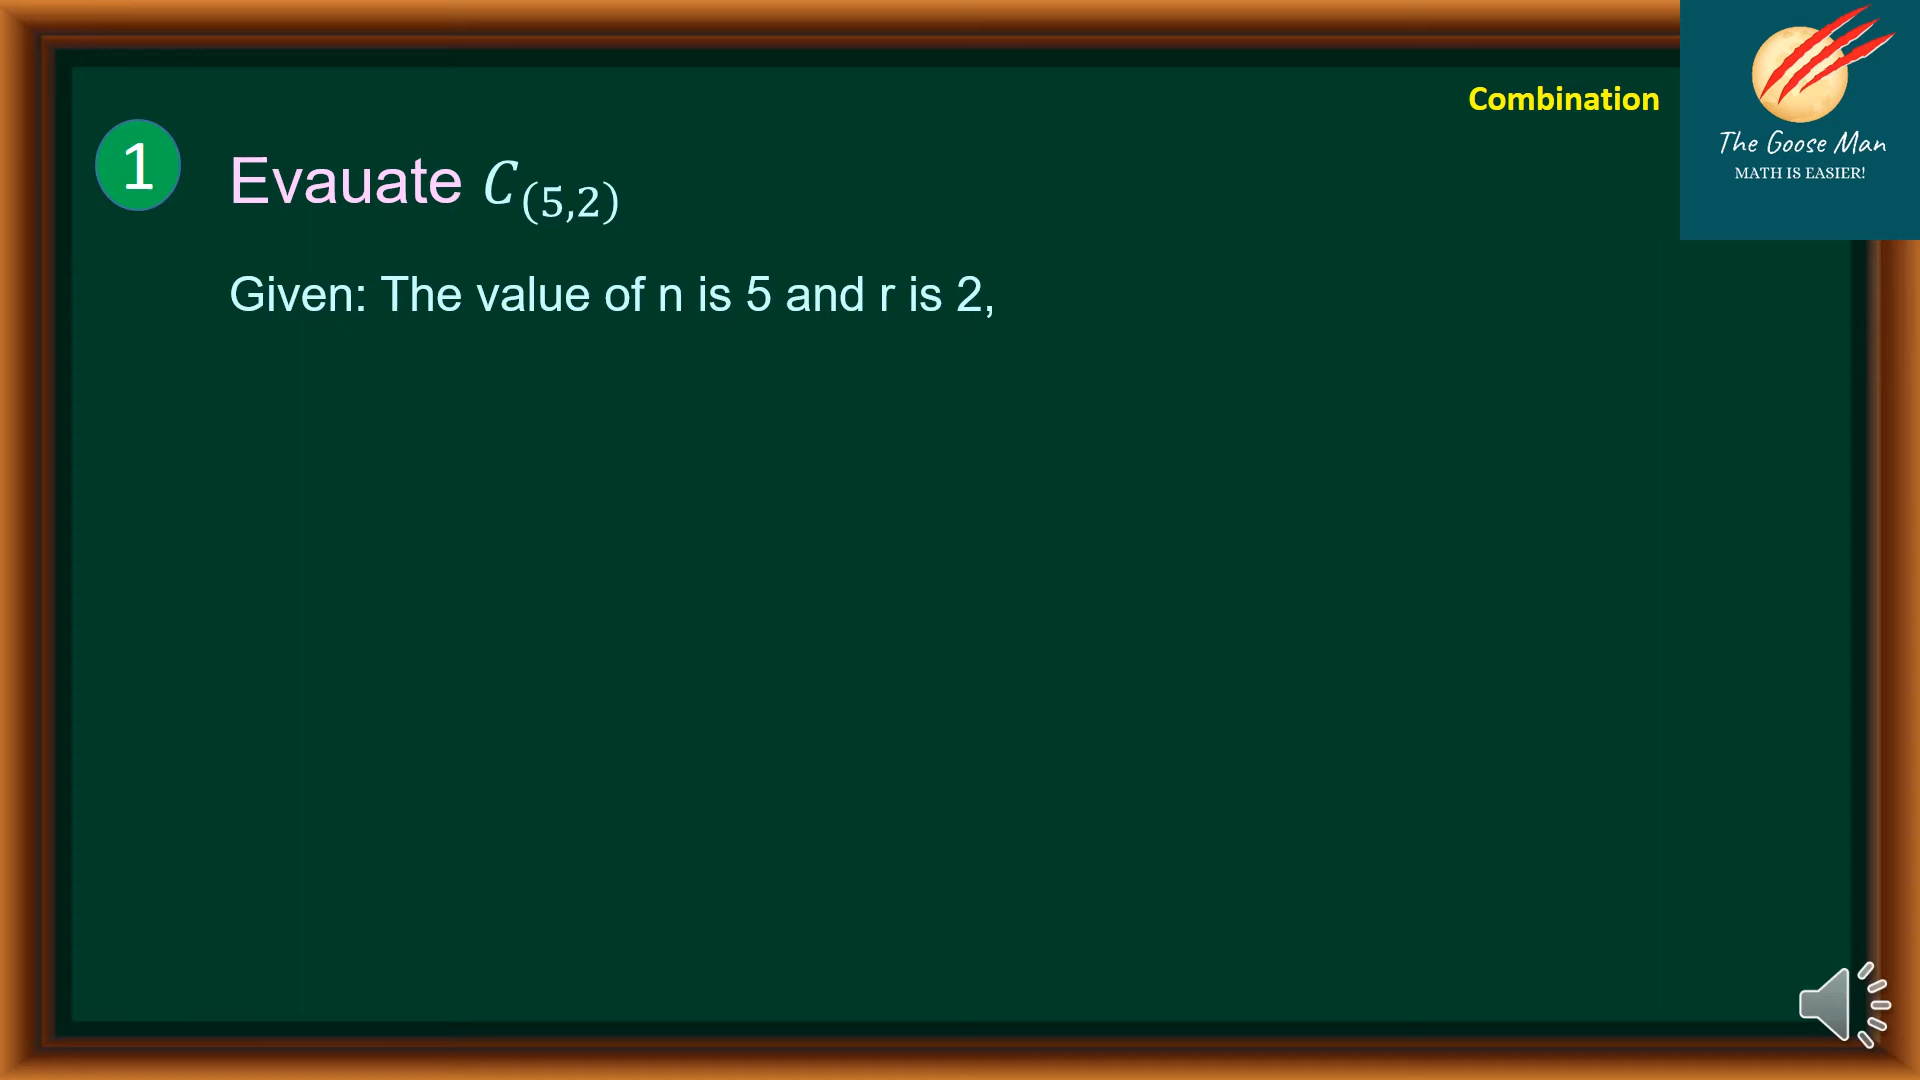 Combination
The Goose Man
MATH IS EASIER!
1
Evauate C(5,2)
Given: The value of n is 5 and r is 2,